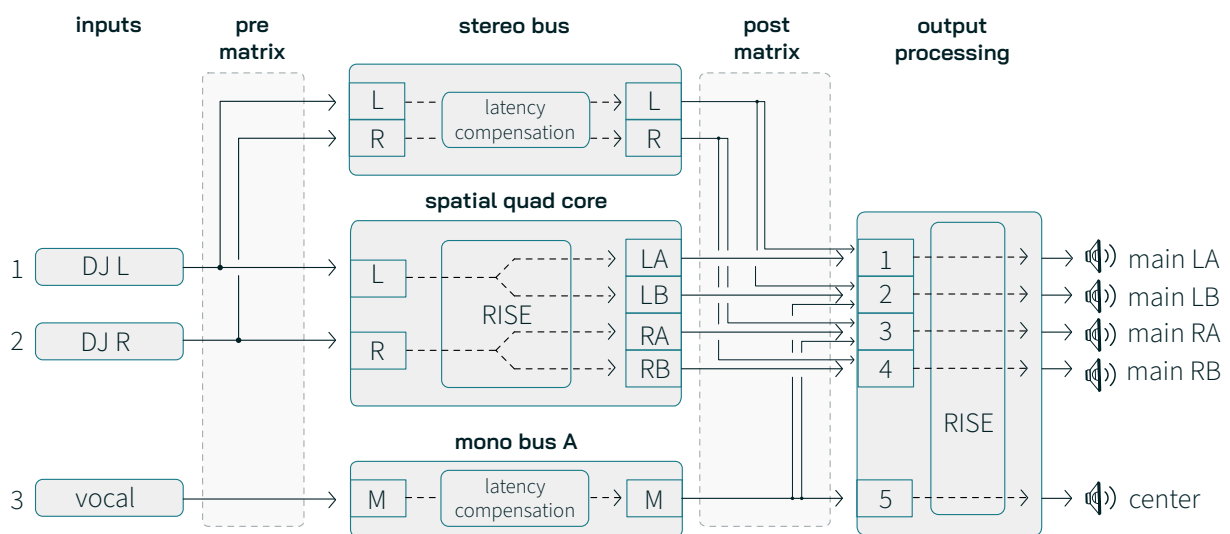 inputs
pre
matrix
stereo bus
post
matrix
output
processing
L
R
latency
compensation
L
R
spatial quad core
1
DJ L
2
DJ R
L
R
RISE
LA
LB
RA
RB
1
2
3
4
main LA
main LB
main RA
main RB
RISE
mono bus A
3
vocal
M
latency
compensation
M
5
center